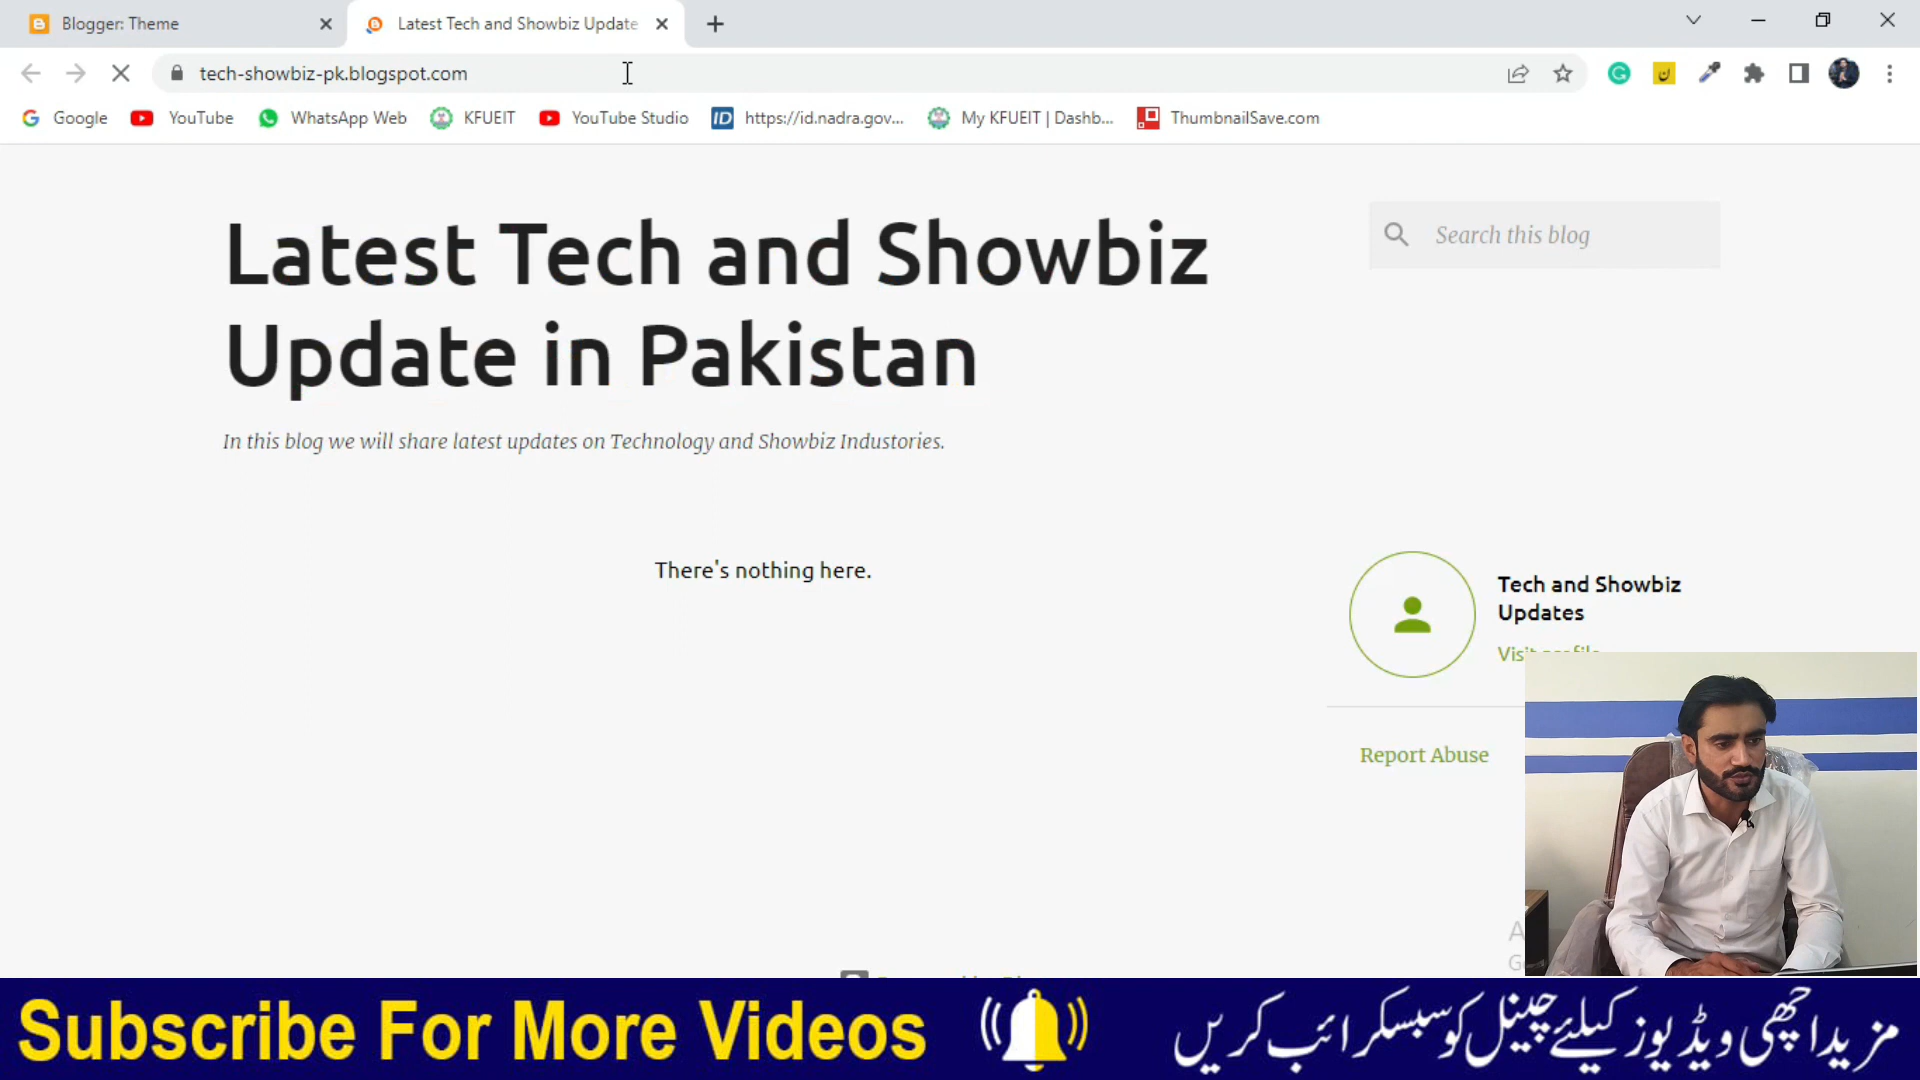 Blogger: Theme
Latest Tech and Showbiz Update
tech-showbiz-pk.blogspot.com
Google
YouTube
WhatsApp Web
KFUEIT
YouTube Studio
ID
https://id.nadra.gov...
My KFUEIT | Dashb...
ThumbnailSave.com
Latest Tech and Showbiz
Update in Pakistan
Search this blog
In this blog we will share latest updates on Technology and Showbiz Industories.
There's nothing here.
Tech and Showbiz
Updates
Visit profile
Report Abuse
Subscribe For More Videos
مزید اچھی ویڈیوز کیلئے چینل کو سبسکرائب کریں